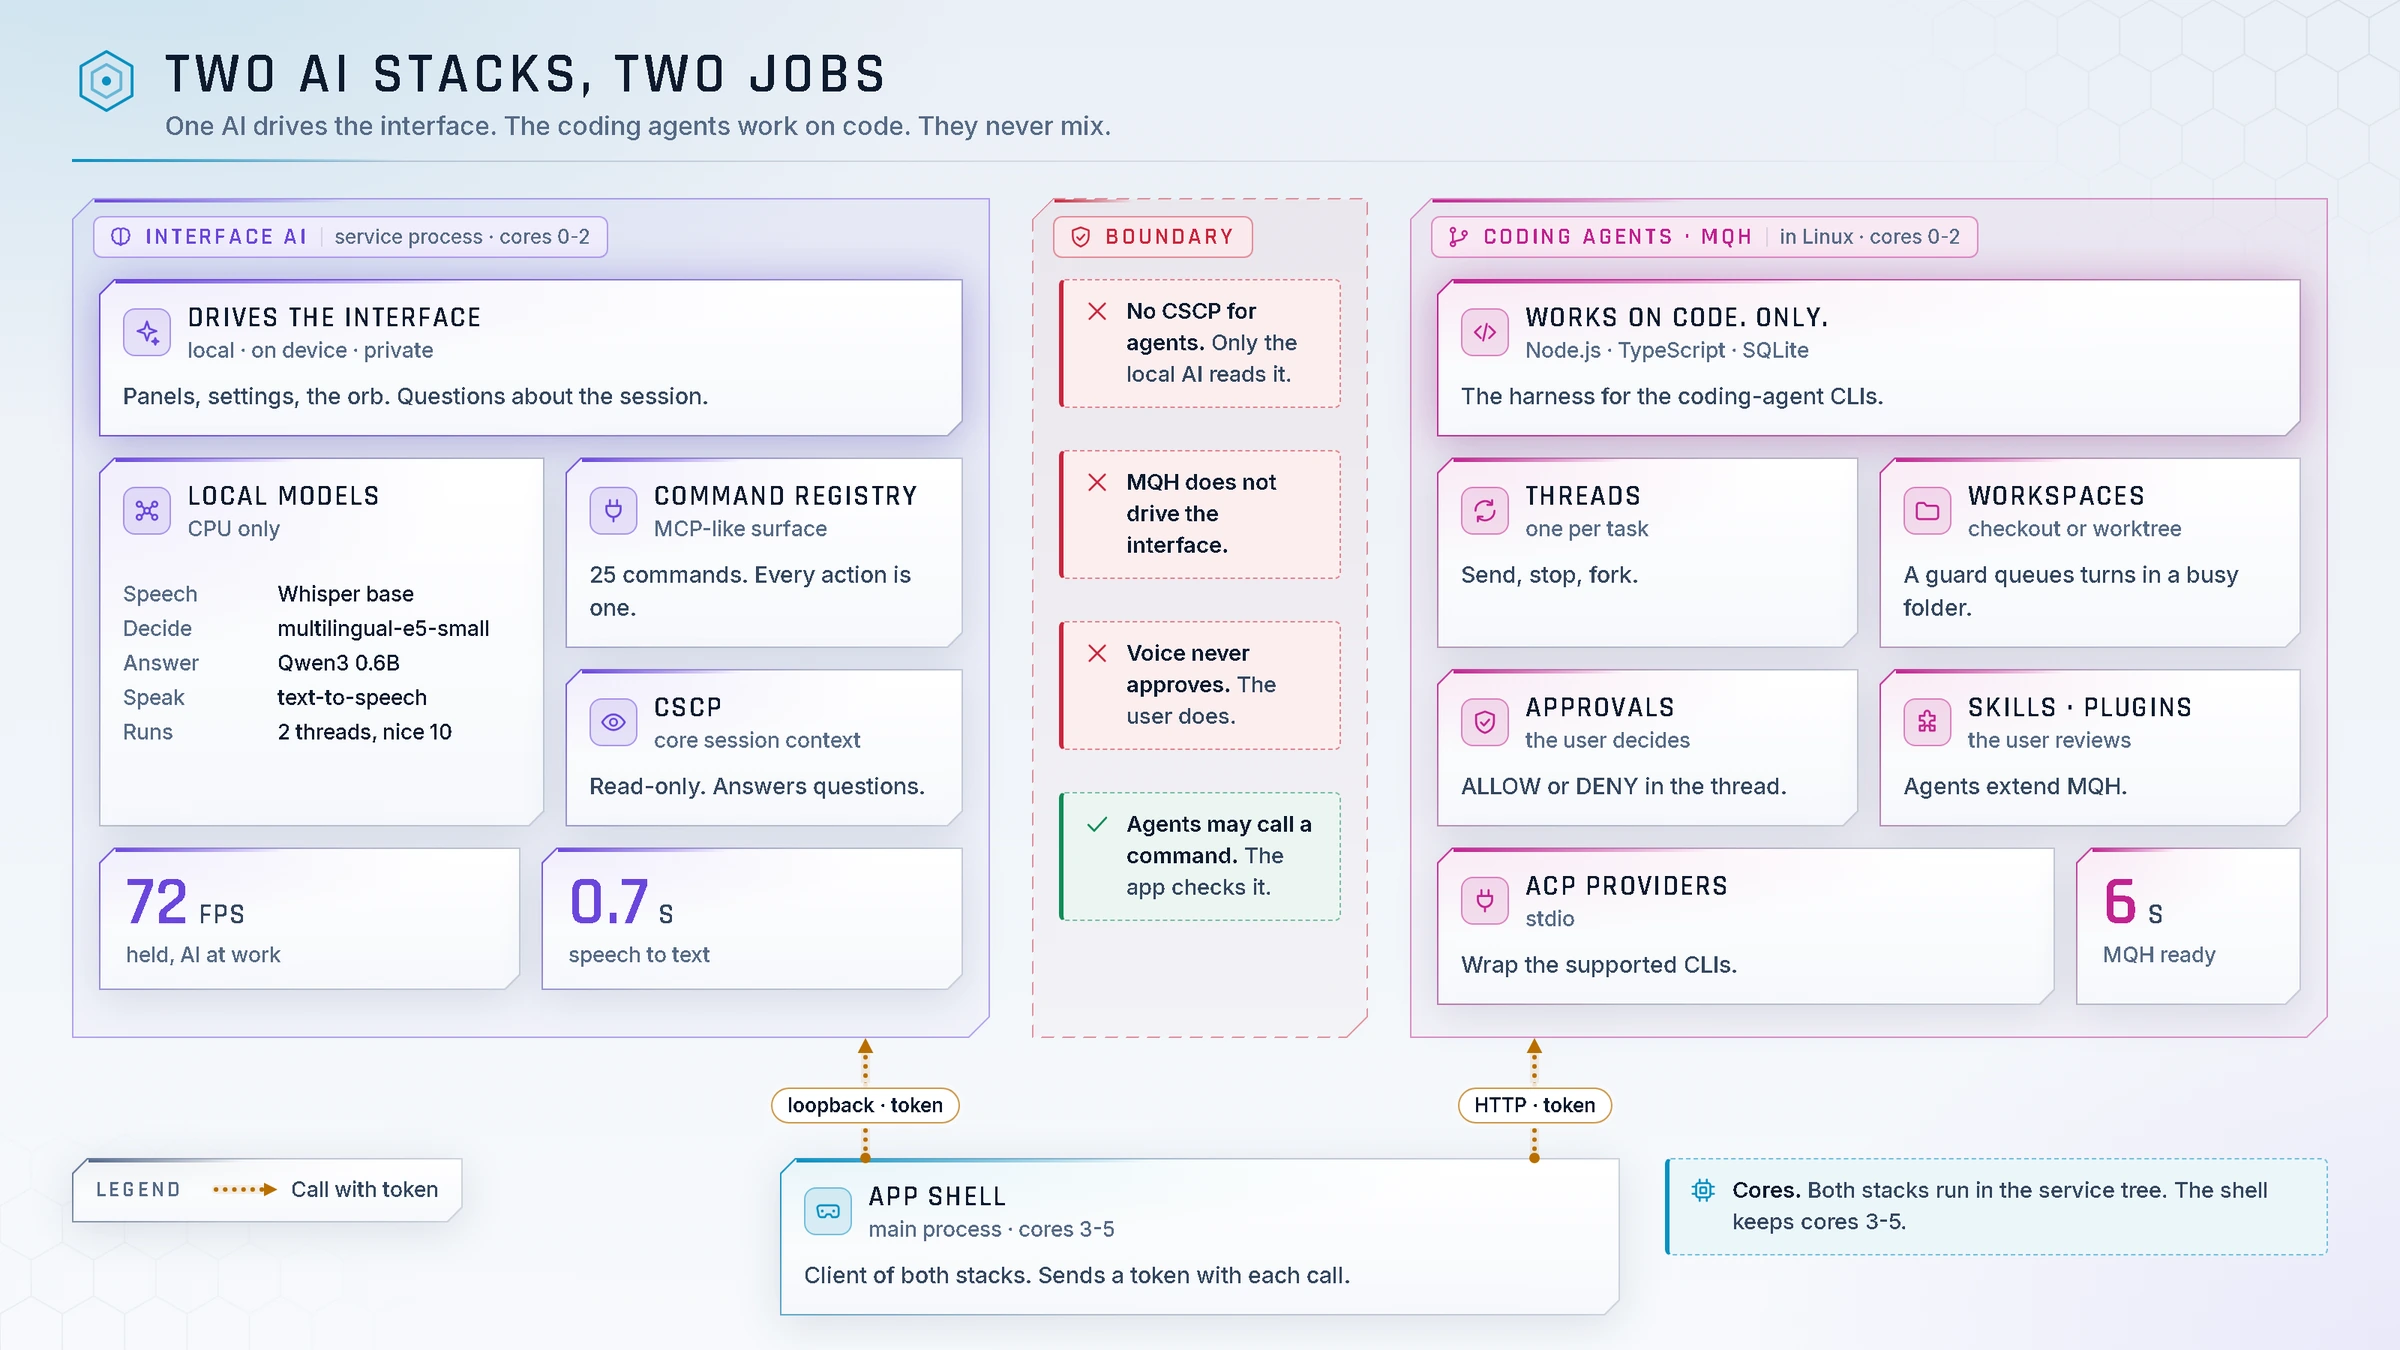 TWO AI STACKS, TWO JOBS
One AI drives the interface. The coding agents work on code. They never mix.
INTERFACE AI service process · cores 0-2
DRIVES THE INTERFACE
local · on device · private
Panels, settings, the orb. Questions about the session.
LOCAL MODELS
CPU only
Speech Whisper base
Decide multilingual-e5-small
Answer Qwen3 0.6B
Speak text-to-speech
Runs 2 threads, nice 10
COMMAND REGISTRY
MCP-like surface
25 commands. Every action is
one.
CSCP
core session context
Read-only. Answers questions.
72 FPS
held, AI at work
0.7 S
speech to text
BOUNDARY
No CSCP for
agents. Only the
local AI reads it.
MQH does not
drive the
interface.
Voice never
approves. The
user does.
Agents may call a
command. The
app checks it.
CODING AGENTS · MQH in Linux · cores 0-2
WORKS ON CODE. ONLY.
Node.js · TypeScript · SQLite
The harness for the coding-agent CLIs.
THREADS
one per task
Send, stop, fork.
WORKSPACES
checkout or worktree
A guard queues turns in a busy
folder.
APPROVALS
the user decides
ALLOW or DENY in the thread.
SKILLS · PLUGINS
the user reviews
Agents extend MQH.
ACP PROVIDERS
stdio
Wrap the supported CLIs.
6 S
MQH ready
loopback · token
HTTP · token
LEGEND Call with token
APP SHELL
main process · cores 3-5
Client of both stacks. Sends a token with each call.
Cores. Both stacks run in the service tree. The shell
keeps cores 3-5.